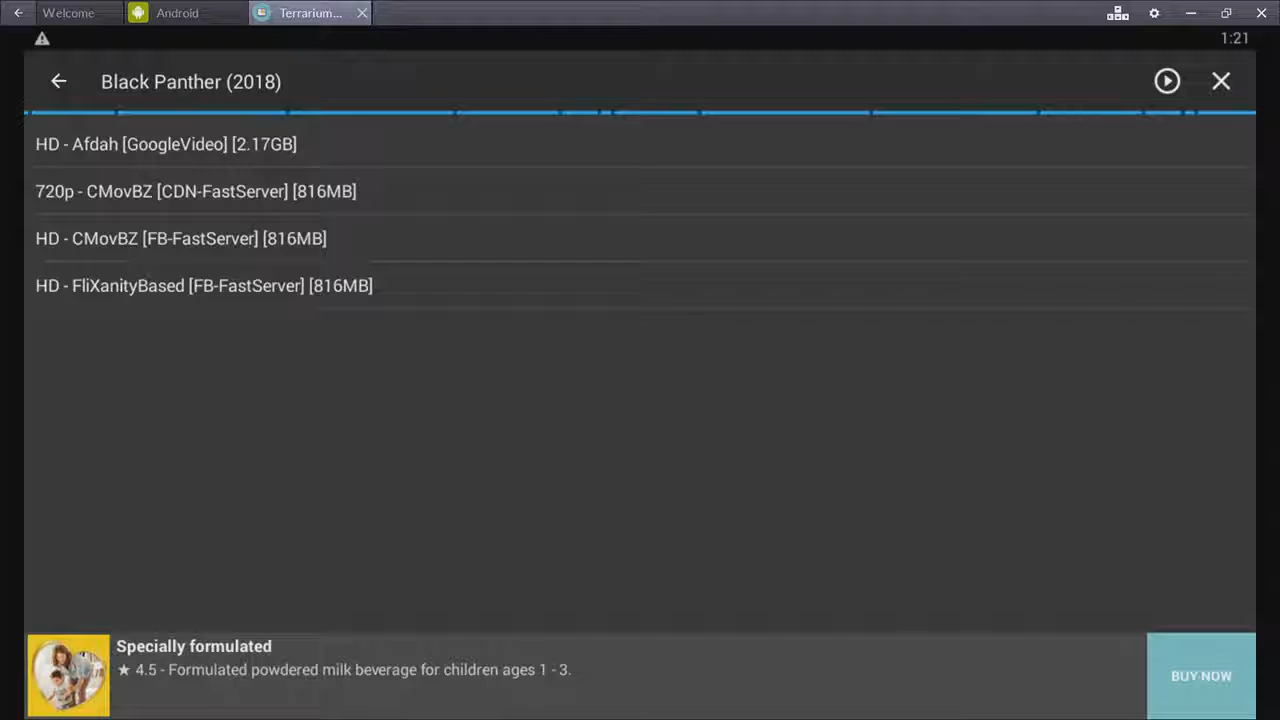 Welcome
Android
Terrarium...
1:21
Black Panther (2018)
HD - Afdah [GoogleVideo] [2.17GB]
720p - CMovBZ [CDN-FastServer] [816MB]
HD - CMovBZ [FB-FastServer] [816MB]
HD - FliXanityBased [FB-FastServer] [816MB]
Specially formulated
★ 4.5 - Formulated powdered milk beverage for children ages 1 - 3.
BUY NOW